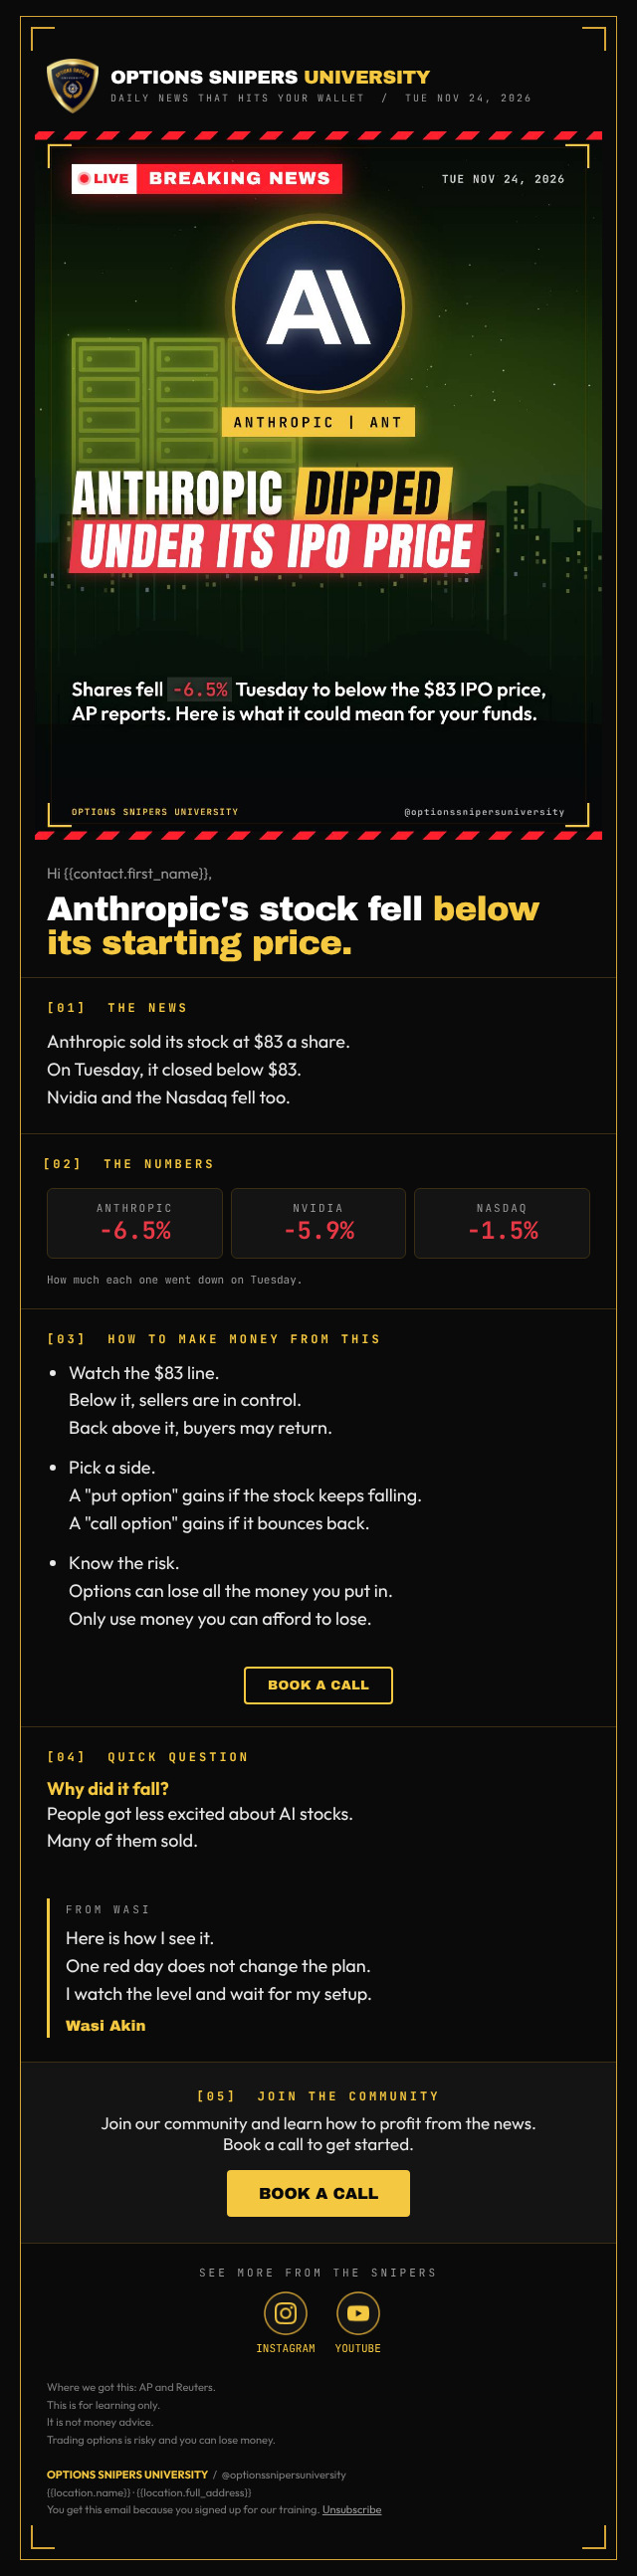 OPTIONS SNIPERS UNIVERSITY
DAILY NEWS THAT HITS YOUR WALLET / TUE NOV 24, 2026
LIVE BREAKING NEWS
TUE NOV 24, 2026
AI
ANTHROPIC | ANT
ANTHROPIC DIPPED
UNDER ITS IPO PRICE
Shares fell -6.5% Tuesday to below the $83 IPO price,
AP reports. Here is what it could mean for your funds.
OPTIONS SNIPERS UNIVERSITY
@optionssnipersuniversity
Hi {{contact.first_name}},
Anthropic's stock fell below
its starting price.
[01] THE NEWS
Anthropic sold its stock at $83 a share.
On Tuesday, it closed below $83.
Nvidia and the Nasdaq fell too.
[02] THE NUMBERS
ANTHROPIC
-6.5%
NVIDIA
-5.9%
NASDAQ
-1.5%
How much each one went down on Tuesday.
[03] HOW TO MAKE MONEY FROM THIS
• Watch the $83 line.
Below it, sellers are in control.
Back above it, buyers may return.
• Pick a side.
A "put option" gains if the stock keeps falling.
A "call option" gains if it bounces back.
• Know the risk.
Options can lose all the money you put in.
Only use money you can afford to lose.
BOOK A CALL
[04] QUICK QUESTION
Why did it fall?
People got less excited about AI stocks.
Many of them sold.
FROM WASI
Here is how I see it.
One red day does not change the plan.
I watch the level and wait for my setup.
Wasi Akin
[05] JOIN THE COMMUNITY
Join our community and learn how to profit from the news.
Book a call to get started.
BOOK A CALL
SEE MORE FROM THE SNIPERS
INSTAGRAM
YOUTUBE
Where we got this: AP and Reuters.
This is for learning only.
It is not money advice.
Trading options is risky and you can lose money.
OPTIONS SNIPERS UNIVERSITY / @optionssnipersuniversity
{{location.name}} · {{location.full_address}}
You get this email because you signed up for our training. Unsubscribe